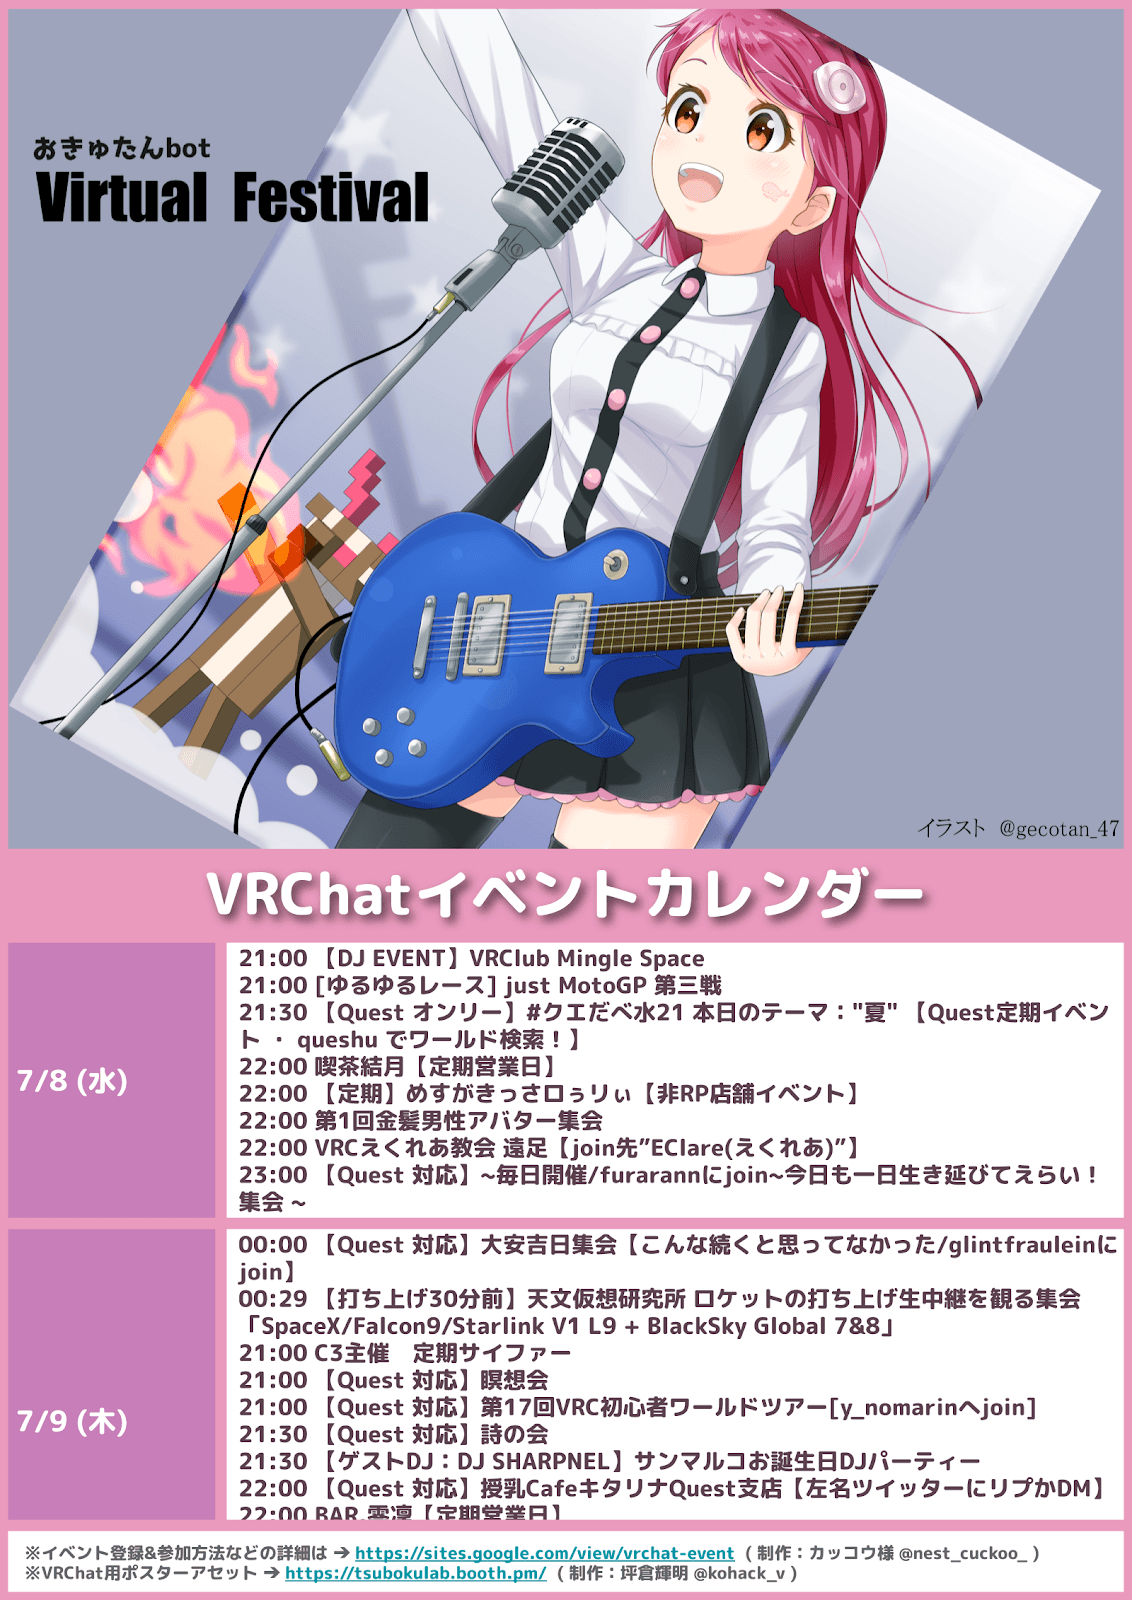 おきゅたんbot
Virtual Festival
イラスト @gecotan_47
VRChatイベントカレンダー
7/8 (水)
21:00 【DJ EVENT】VRClub Mingle Space
21:00 [ゆるゆるレース] just MotoGP 第三戦
21:30 【Quest オンリー】#クエだべ水21 本日のテーマ："夏" 【Quest定期イベン
ト ・ queshu でワールド検索！】
22:00 喫茶結月【定期営業日】
22:00 【定期】めすがきっさロぅリぃ【非RP店舗イベント】
22:00 第1回金髪男性アバター集会
22:00 VRCえくれあ教会 遠足【join先”EClare(えくれあ)”】
23:00 【Quest 対応】~毎日開催/furarannにjoin~今日も一日生き延びてえらい！
集会 ~
7/9 (木)
00:00 【Quest 対応】大安吉日集会【こんな続くと思ってなかった/glintfrauleinに
join】
00:29 【打ち上げ30分前】天文仮想研究所 ロケットの打ち上げ生中継を観る集会
「SpaceX/Falcon9/Starlink V1 L9 + BlackSky Global 7&8」
21:00 C3主催　定期サイファー
21:00 【Quest 対応】瞑想会
21:00 【Quest 対応】第17回VRC初心者ワールドツアー[y_nomarinへjoin]
21:30 【Quest 対応】詩の会
21:30 【ゲストDJ：DJ SHARPNEL】サンマルコお誕生日DJパーティー
22:00 【Quest 対応】授乳CafeキタリナQuest支店【左名ツイッターにリプかDM】
22:00 BAR.零凛【定期営業日】
※イベント登録&参加方法などの詳細は → https://sites.google.com/view/vrchat-event ( 制作：カッコウ様 @nest_cuckoo_ )
※VRChat用ポスターアセット → https://tsubokulab.booth.pm/ ( 制作：坪倉輝明 @kohack_v )